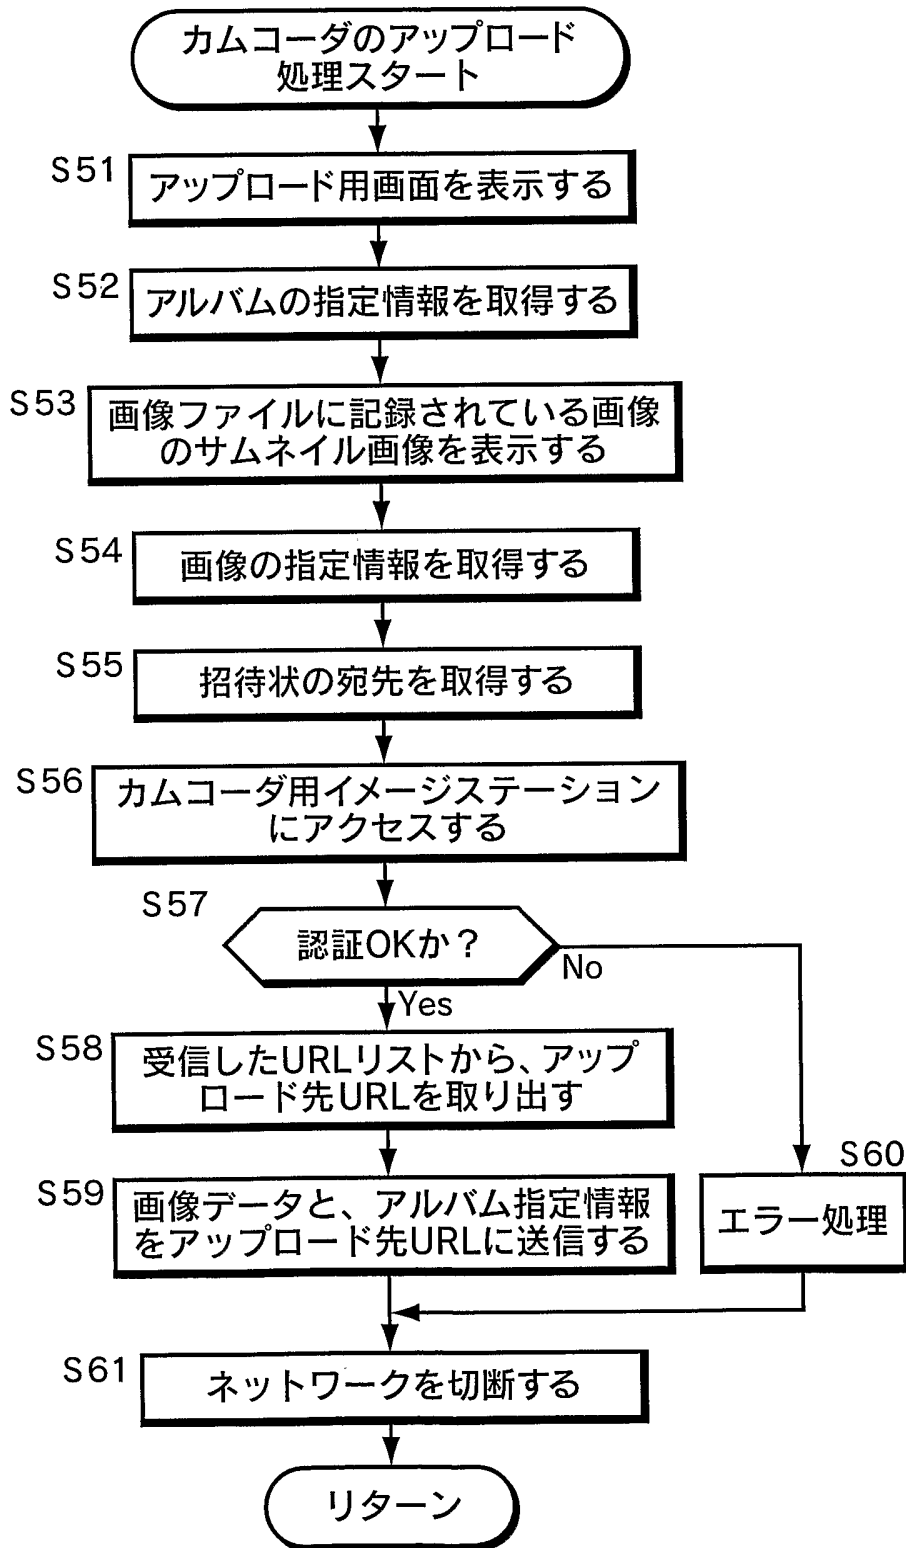 カムコーダのアップロード
処理スタート
S51
アップロード用画面を表示する
S52
アルバムの指定情報を取得する
S53
画像ファイルに記録されている画像
のサムネイル画像を表示する
S54
画像の指定情報を取得する
S55
招待状の宛先を取得する
S56
カムコーダ用イメージステーション
にアクセスする
S57
認証OKか？
No
Yes
S58
受信したURLリストから、アップ
ロード先URLを取り出す
S59
画像データと、アルバム指定情報
をアップロード先URLに送信する
S60
エラー処理
S61
ネットワークを切断する
リターン